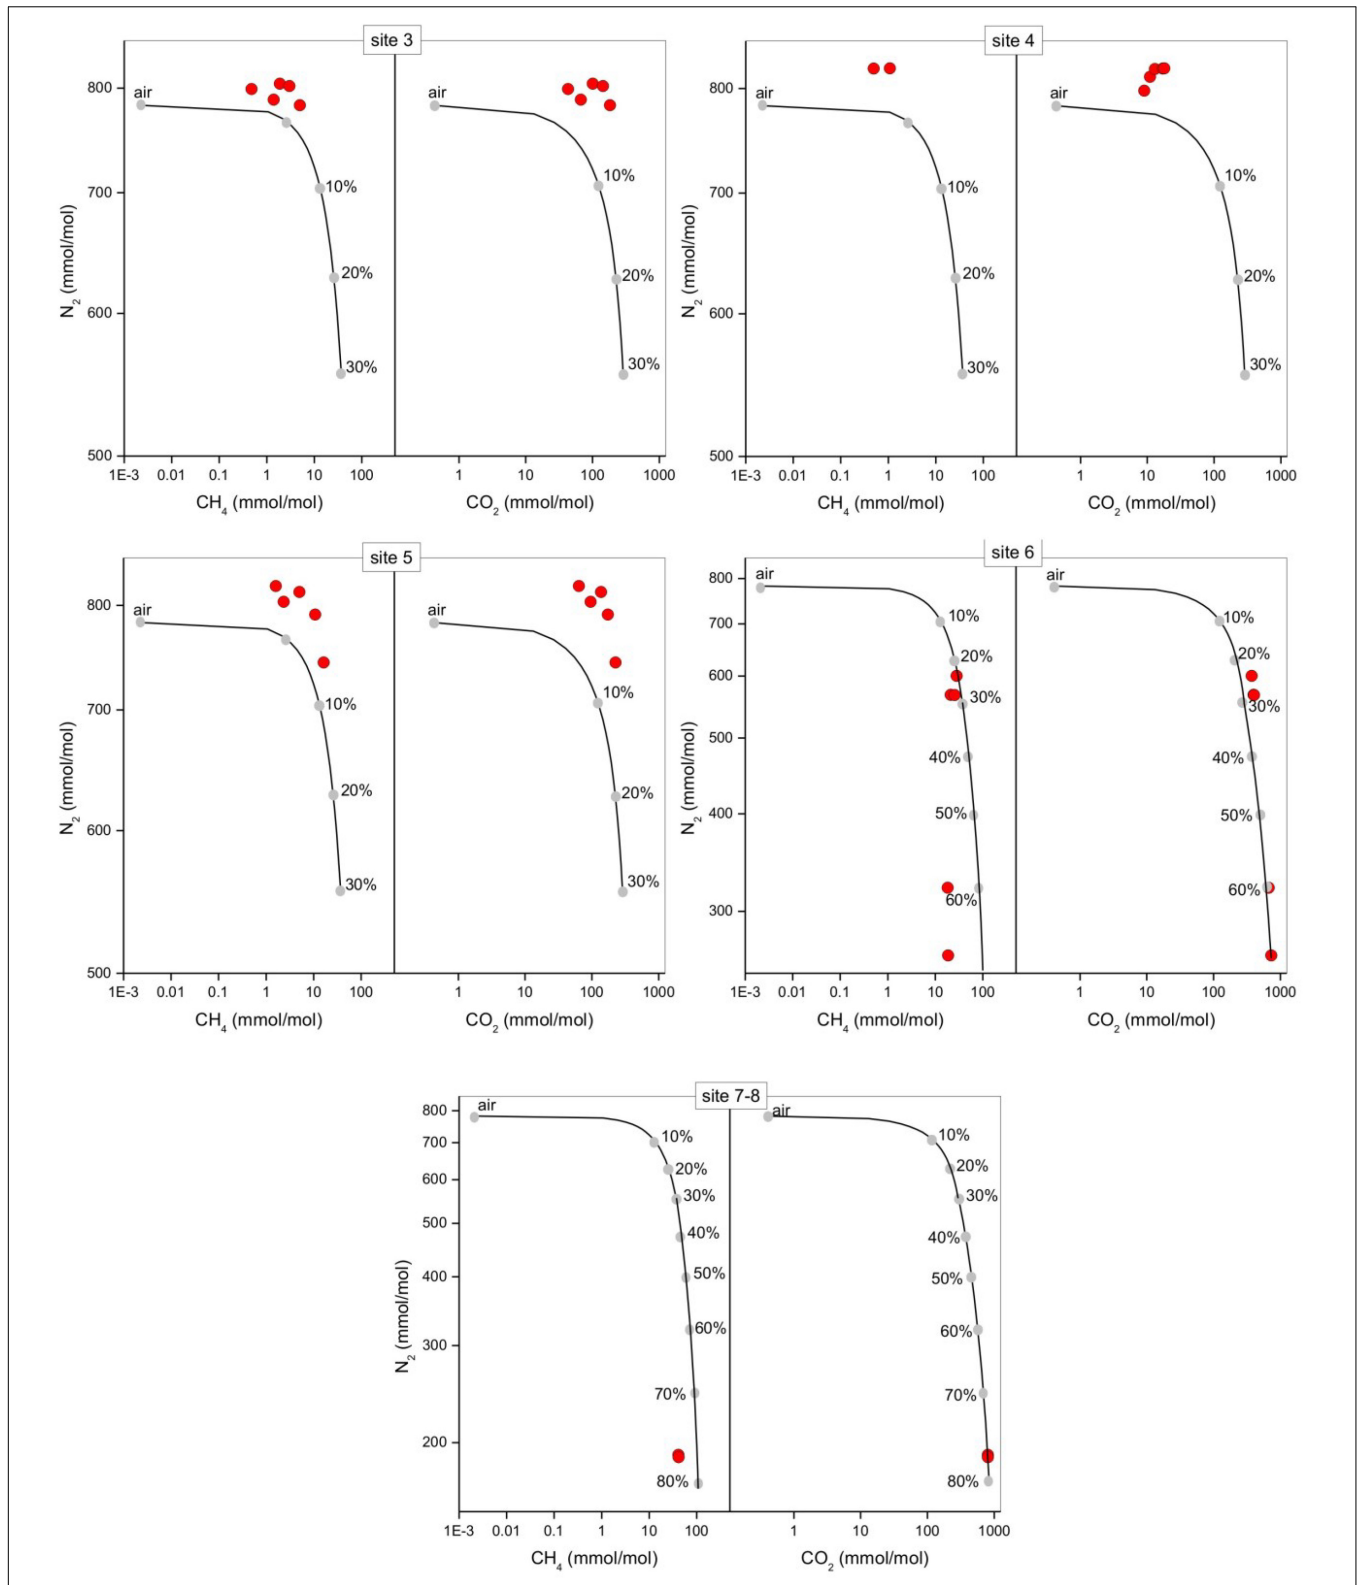 site 3
800
700
600
500
N2 (mmol/mol)
air
10%
20%
30%
1E-3 0.01 0.1 1 10 100
CH4 (mmol/mol)
air
10%
20%
30%
1 10 100 1000
CO2 (mmol/mol)
site 4
800
700
600
500
N2 (mmol/mol)
air
10%
20%
30%
1E-3 0.01 0.1 1 10 100
CH4 (mmol/mol)
air
10%
20%
30%
1 10 100 1000
CO2 (mmol/mol)
site 5
800
700
600
500
N2 (mmol/mol)
air
10%
20%
30%
1E-3 0.01 0.1 1 10 100
CH4 (mmol/mol)
air
10%
20%
30%
1 10 100 1000
CO2 (mmol/mol)
site 6
800
700
600
500
400
300
N2 (mmol/mol)
air
10%
20%
30%
40%
50%
60%
1E-3 0.01 0.1 1 10 100
CH4 (mmol/mol)
air
10%
20%
30%
40%
50%
60%
1 10 100 1000
CO2 (mmol/mol)
site 7-8
800
700
600
500
400
300
200
N2 (mmol/mol)
air
10%
20%
30%
40%
50%
60%
70%
80%
1E-3 0.01 0.1 1 10 100
CH4 (mmol/mol)
air
10%
20%
30%
40%
50%
60%
70%
80%
1 10 100 1000
CO2 (mmol/mol)